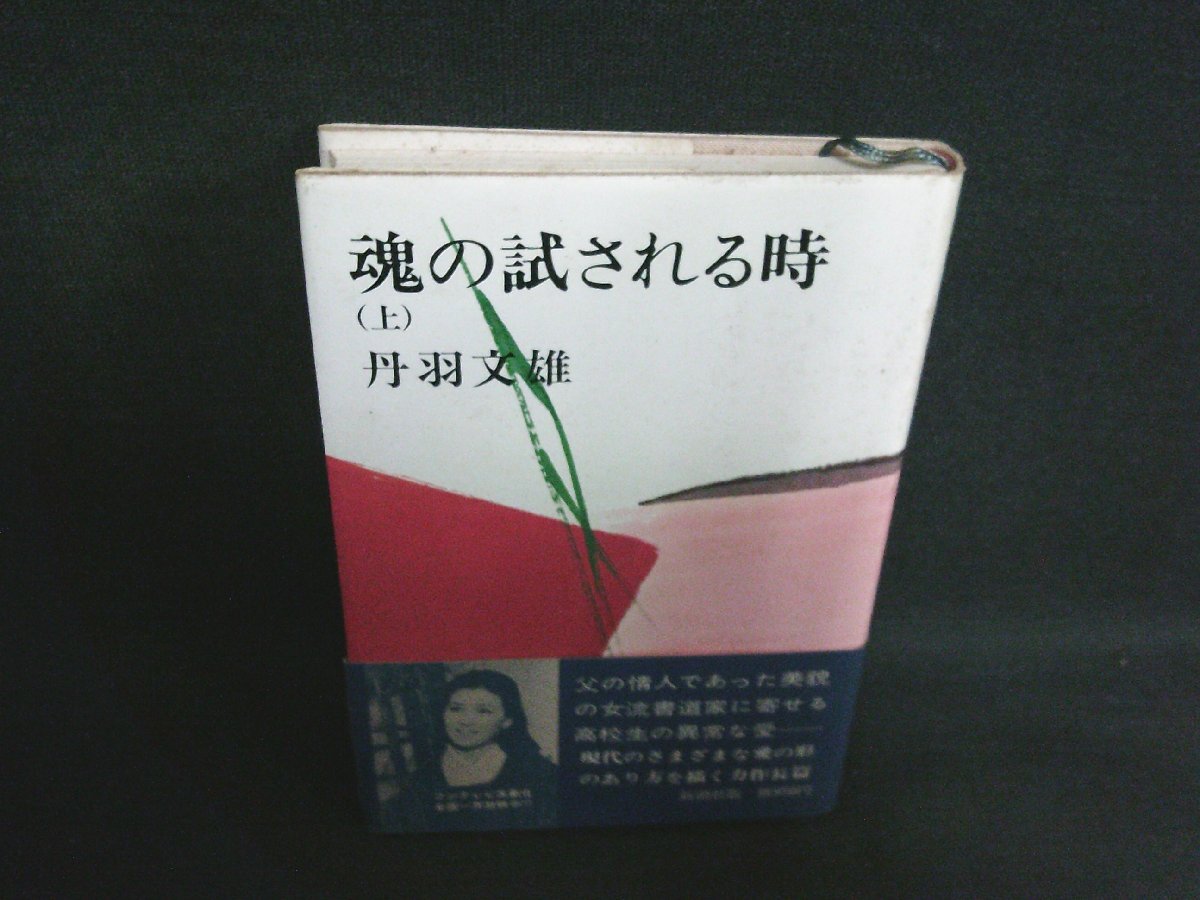 魂の試される時
(上)
丹羽文雄
父の情人であった美貌
の女流書道家に寄せる
高校生の異常な愛――
現代のさまざまな愛の形
のあり方を描く力作長篇